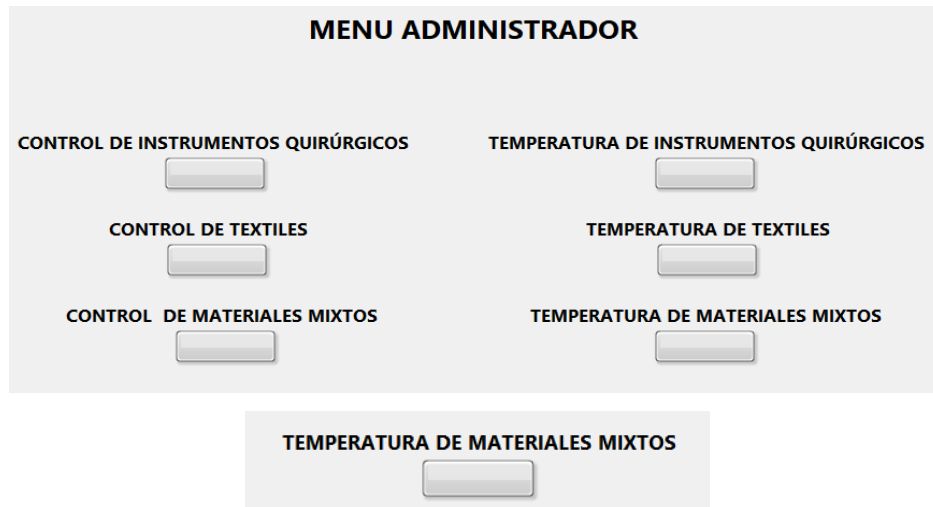 MENU ADMINISTRADOR
CONTROL DE INSTRUMENTOS QUIRÚRGICOS
TEMPERATURA DE INSTRUMENTOS QUIRÚRGICOS
CONTROL DE TEXTILES
TEMPERATURA DE TEXTILES
CONTROL  DE MATERIALES MIXTOS
TEMPERATURA DE MATERIALES MIXTOS
TEMPERATURA DE MATERIALES MIXTOS